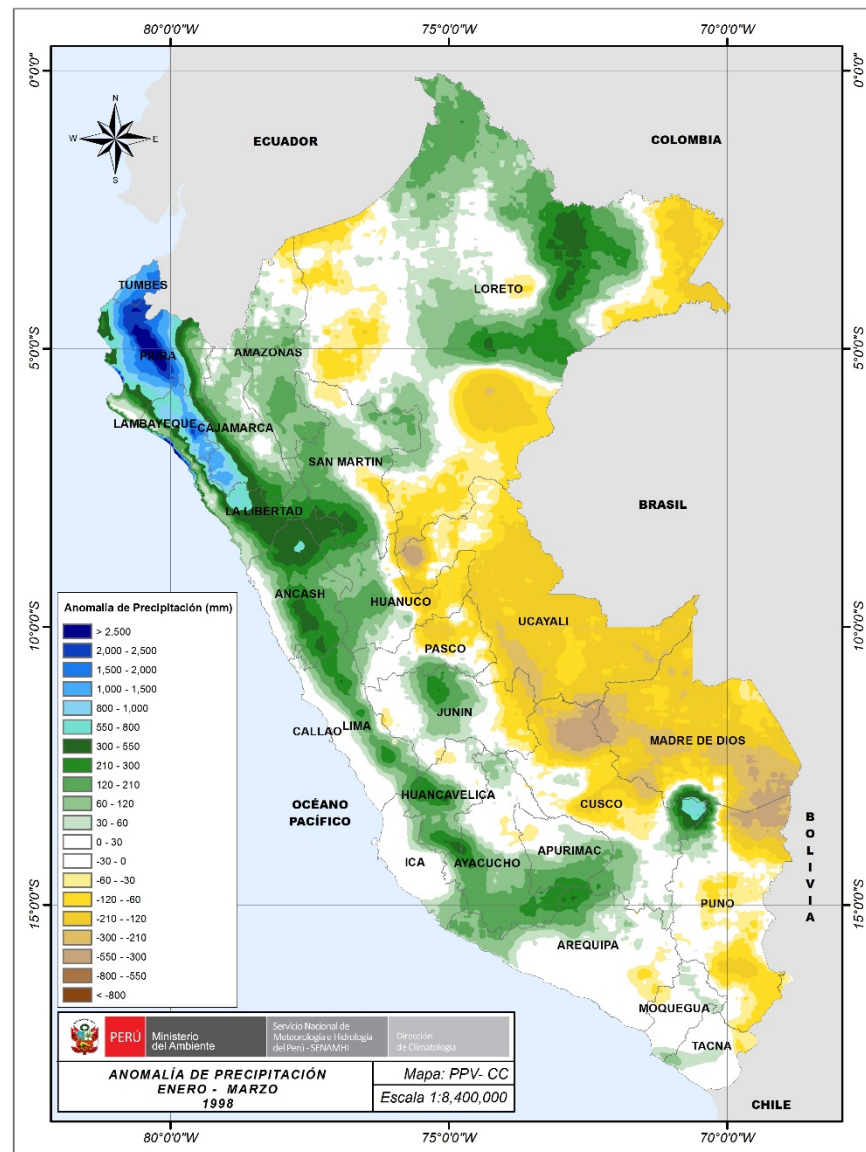 80°0'0"W 75°0'0"W 70°0'0"W
0°0'0" 0°0'0"
N
W E
S
ECUADOR
COLOMBIA
TUMBES
LORETO
5°0'0"S 5°0'0"S
PIURA
AMAZONAS
LAMBAYEQUE
CAJAMARCA
SAN MARTIN
BRASIL
LA LIBERTAD
ANCASH
HUANUCO
UCAYALI
10°0'0"S 10°0'0"S
PASCO
JUNIN
LIMA
CALLAO
MADRE DE DIOS
HUANCAVELICA
CUSCO
OCÉANO
PACÍFICO
APURIMAC
ICA
AYACUCHO
BOLIVIA
PUNO
15°0'0"S 15°0'0"S
AREQUIPA
MOQUEGUA
TACNA
CHILE
Anomalía de Precipitación (mm)
> 2.500
2,000 - 2,500
1,500 - 2,000
1,000 - 1,500
800 - 1,000
550 - 800
300 - 550
210 - 300
120 - 210
60 - 120
30 - 60
0 - 30
-30 - 0
-60 - -30
-120 - -60
-210 - -120
-300 - -210
-550 - -300
-800 - -550
< -800
PERÚ
Ministerio
del Ambiente
Servicio Nacional de
Meteorología e Hidrología
del Perú - SENAMHI
Dirección
de Climatología
ANOMALÍA DE PRECIPITACIÓN
ENERO - MARZO
1998
Mapa: PPV- CC
Escala 1:8,400,000
80°0'0"W 75°0'0"W 70°0'0"W